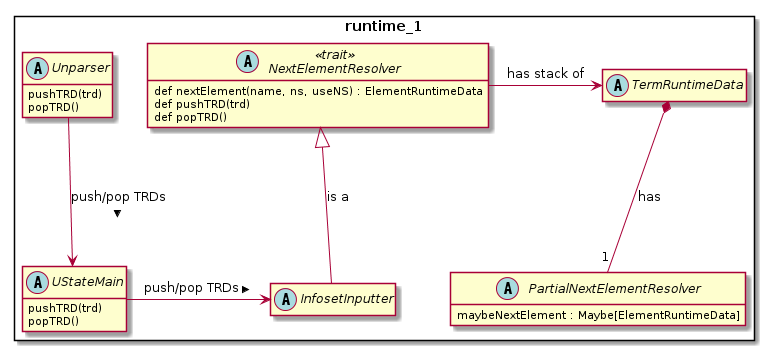 runtime_1
A Unparser
pushTRD(trd)
popTRD()
«trait»
A NextElementResolver
def nextElement(name, ns, useNS) : ElementRuntimeData
def pushTRD(trd)
def popTRD()
has stack of
A TermRuntimeData
push/pop TRDs
▼
is a
has
1
A UStateMain
pushTRD(trd)
popTRD()
push/pop TRDs ▶
A InfosetInputter
A PartialNextElementResolver
maybeNextElement : Maybe[ElementRuntimeData]